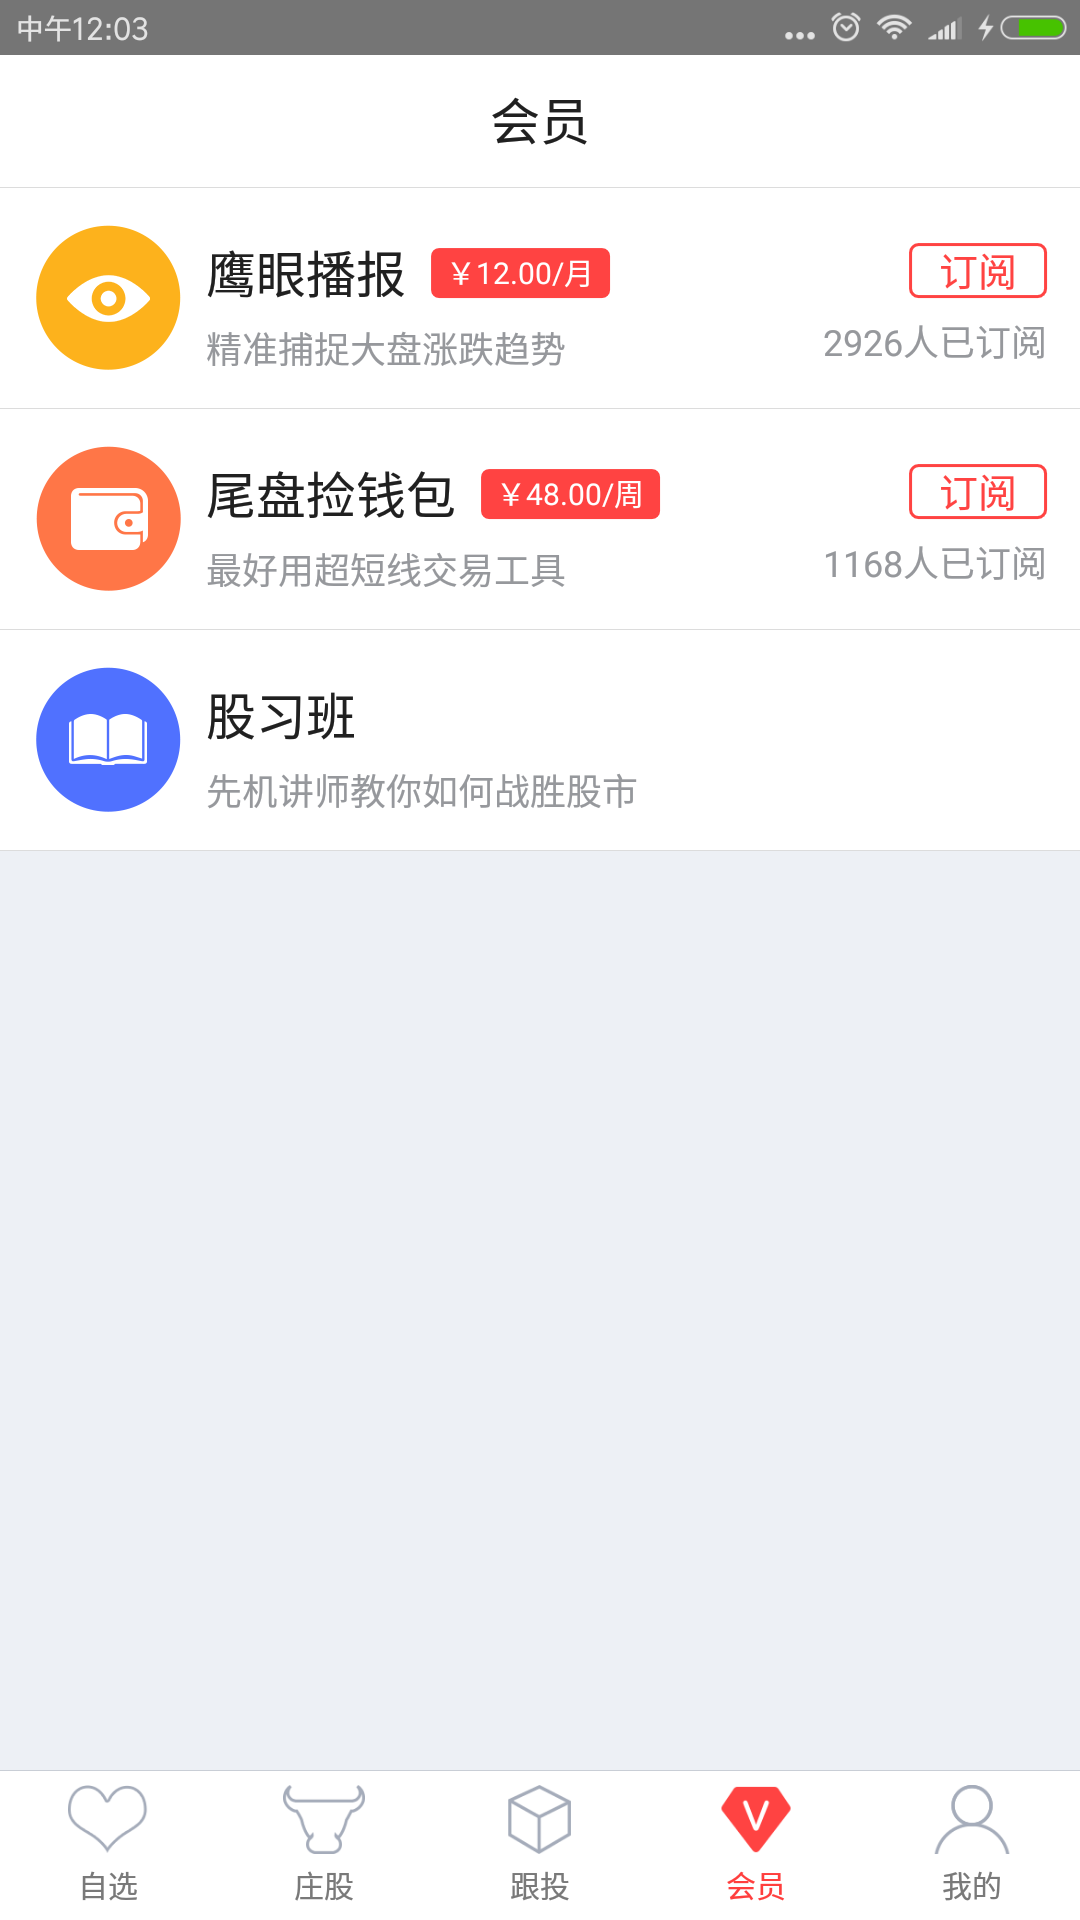 中午12:03
会员
鹰眼播报 ￥12.00/月 订阅
精准捕捉大盘涨跌趋势 2926人已订阅
尾盘捡钱包 ￥48.00/周 订阅
最好用超短线交易工具 1168人已订阅
股习班
先机讲师教你如何战胜股市
自选 庄股 跟投 会员 我的